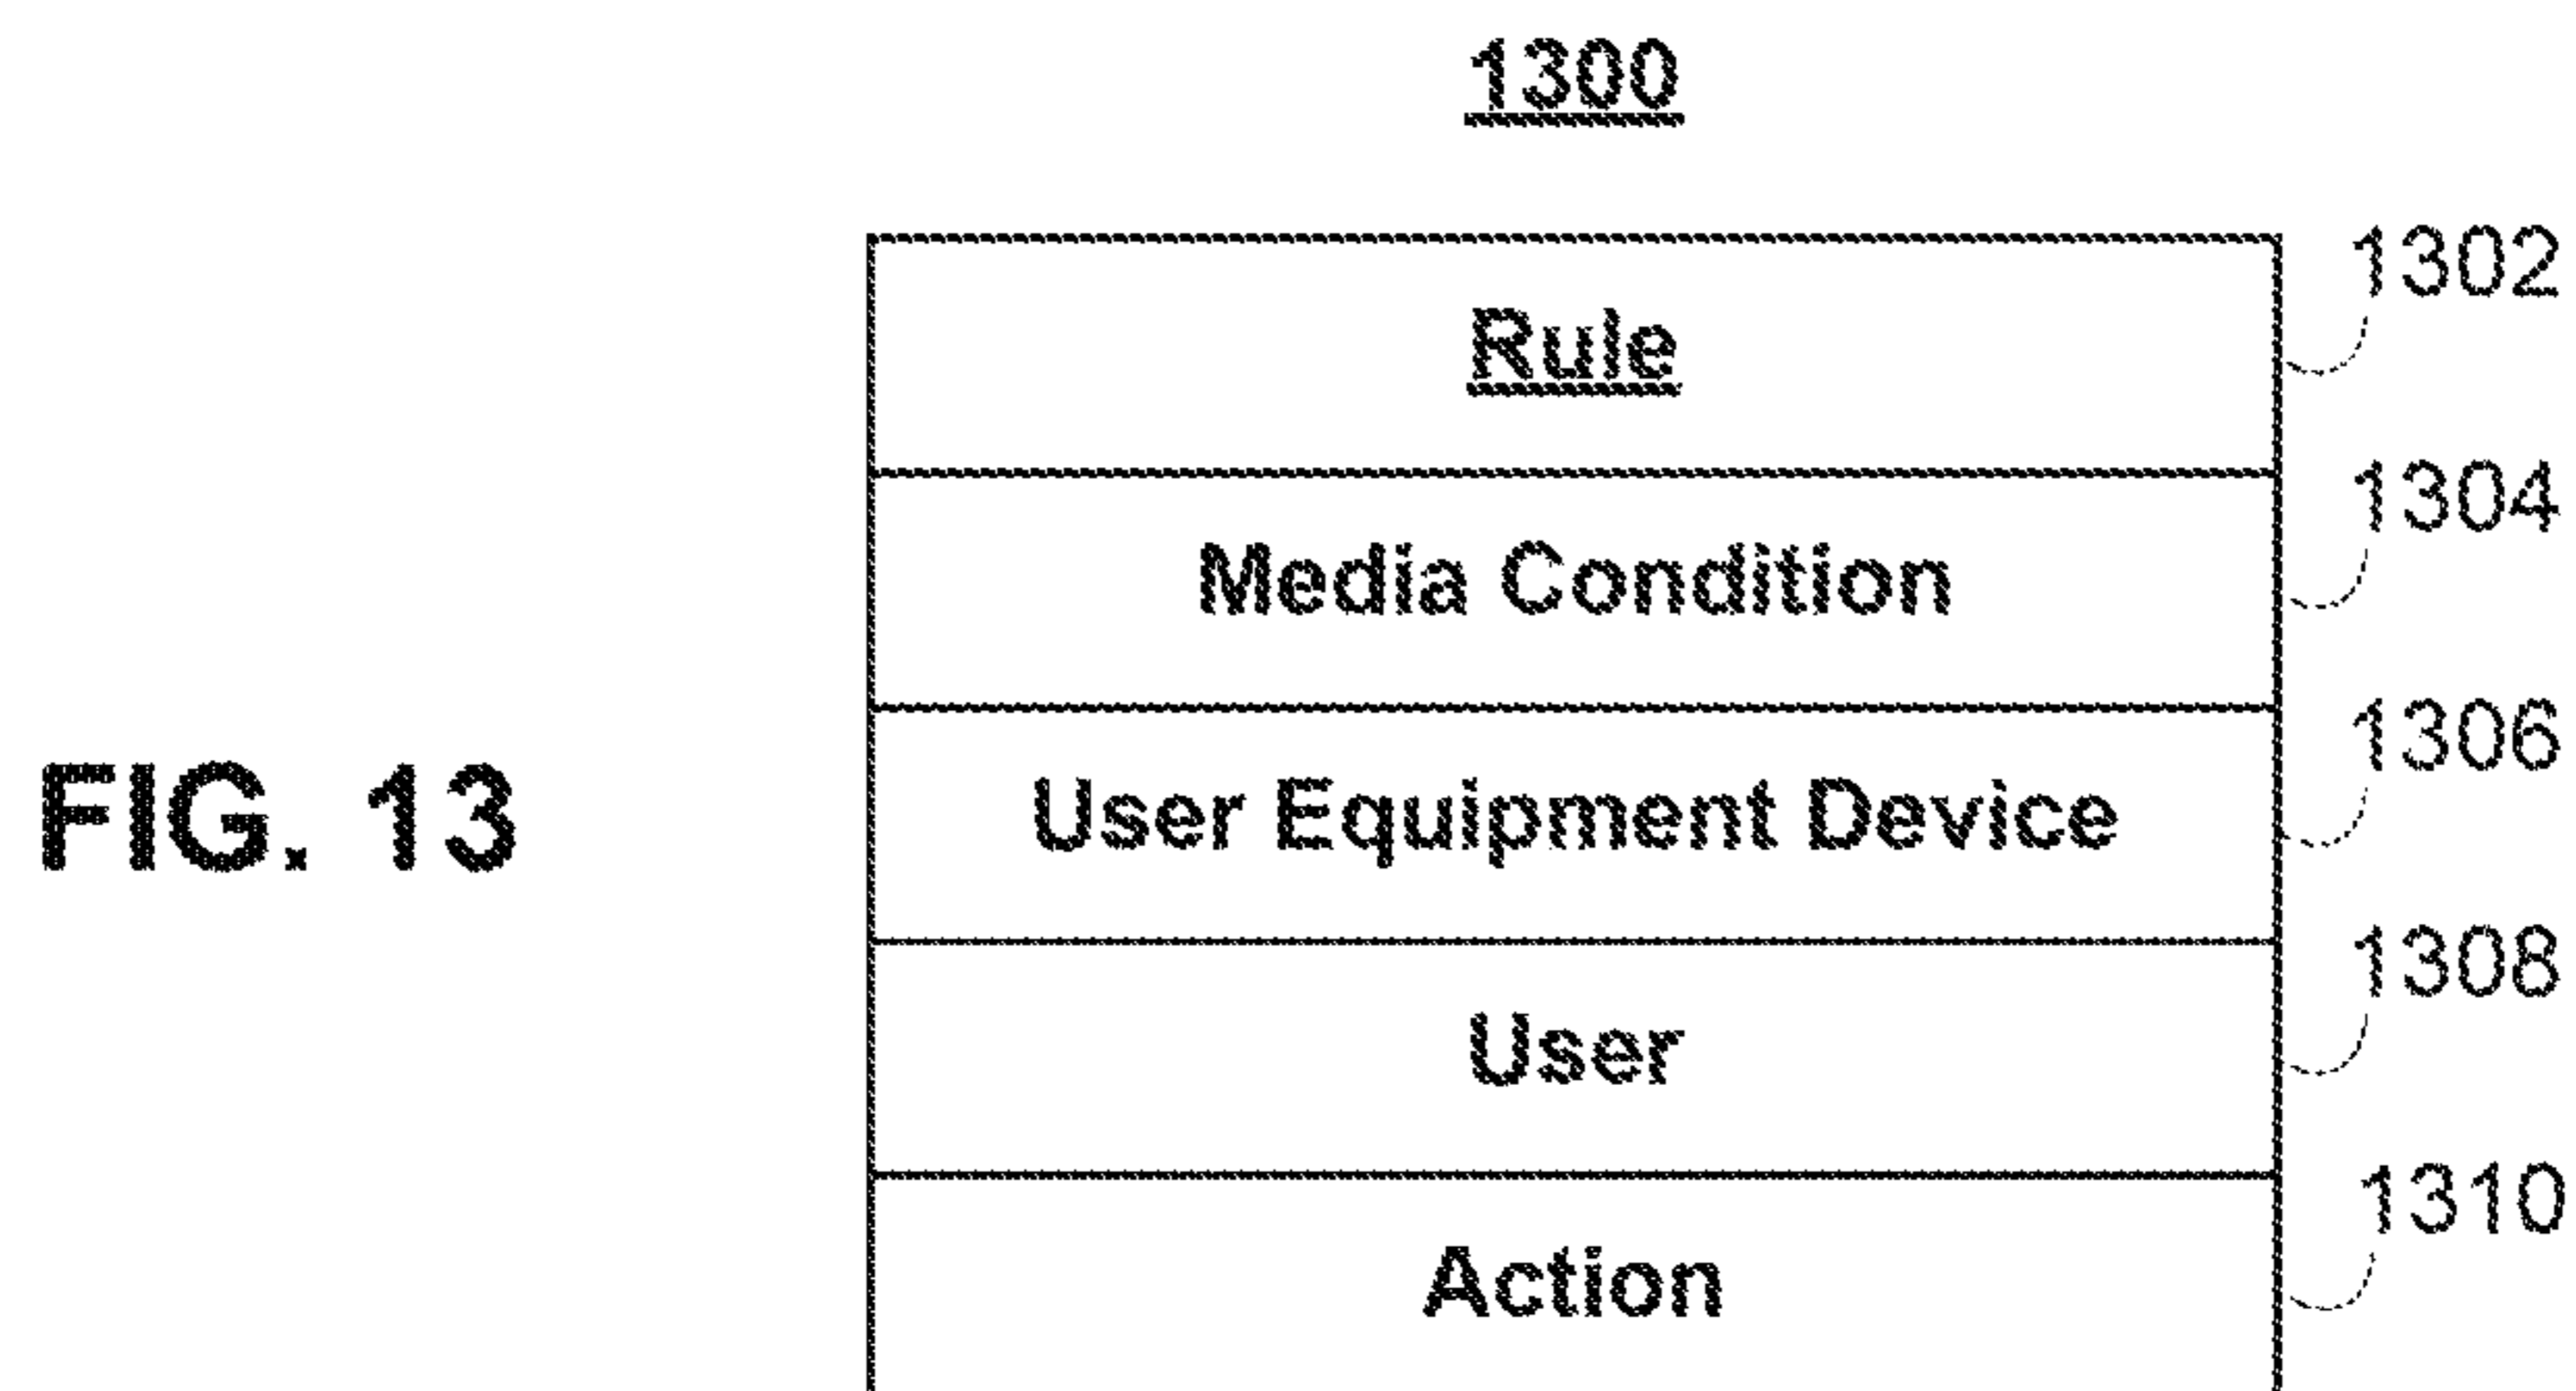 1300
Rule
1302
Media Condition
1304
User Equipment Device
1306
FIG. 13
User
1308
Action
1310